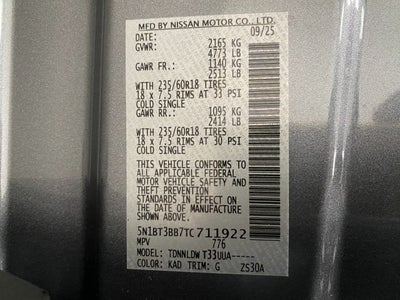 MFD BY NISSAN MOTOR CO., LTD.
DATE: 09/25
GVWR: 2165 KG
4773 LB
GAWR FR.: 1140 KG
2513 LB
WITH 235/60R18 TIRES
18 x 7.5 RIMS AT 33 PSI
COLD SINGLE
GAWR RR.: 1095 KG
2414 LB
WITH 235/60R18 TIRES
18 x 7.5 RIMS AT 30 PSI
COLD SINGLE
THIS VEHICLE CONFORMS TO
ALL APPLICABLE FEDERAL
MOTOR VEHICLE SAFETY AND
THEFT PREVENTION
STANDARDS IN EFFECT ON
THE DATE OF MANUFACTURE
SHOWN ABOVE.
5N1BT3BB7TC711922
MPV 776
MODEL: TDNNLDW T33UUA-----
COLOR: KAD TRIM: G ZS30A